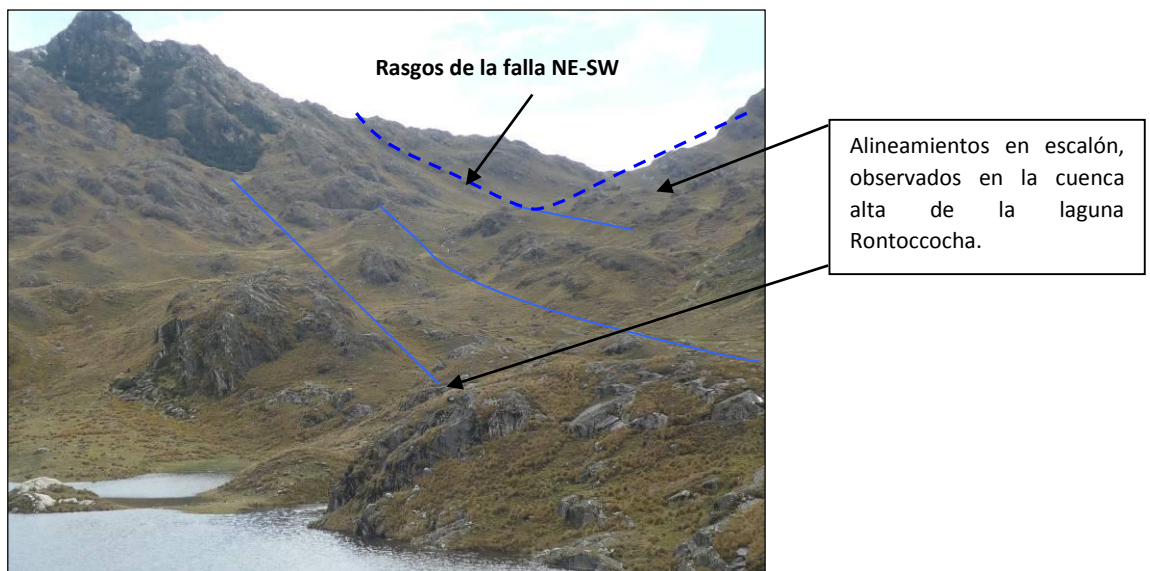 Rasgos de la falla NE-SW
Alineamientos en escalón,
observados en la cuenca
alta de la laguna
Rontoccocha.